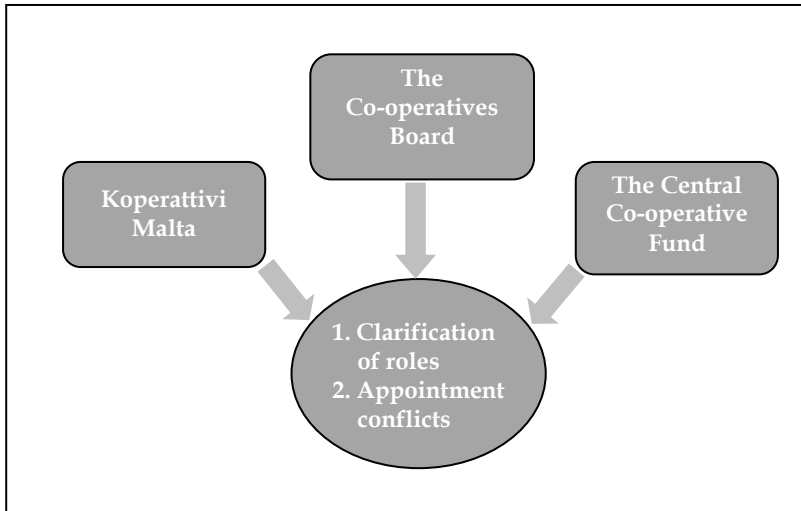 The
Co-operatives
Board
Koperattivi
Malta
The Central
Co-operative
Fund
1. Clarification
of roles
2. Appointment
conflicts